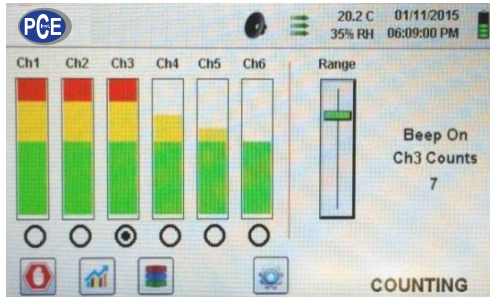 PCE
20.2 C 01/11/2015
35% RH 06:09:00 PM
Ch1 Ch2 Ch3 Ch4 Ch5 Ch6 Range
Beep On
Ch3 Counts
7
COUNTING